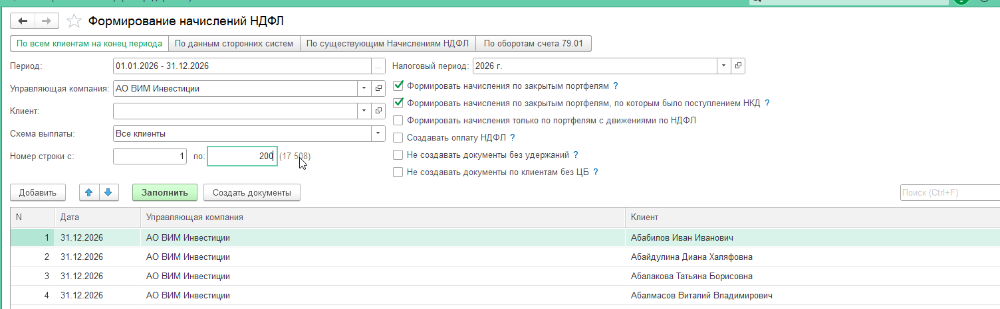 Формирование начислений НДФЛ
По всем клиентам на конец периода По данным сторонних систем По существующим Начислениям НДФЛ По оборотам счета 79.01
Период: 01.01.2026 - 31.12.2026 ... Налоговый период: 2026 г.
Управляющая компания: АО ВИМ Инвестиции Формировать начисления по закрытым портфелям ?
Клиент: Формировать начисления по закрытым портфелям, по которым было поступлением НКД ?
Формировать начисления только по портфелям с движениями по НДФЛ
Схема выплаты: Все клиенты Создавать оплату НДФЛ ?
Номер строки с: 1 по: 200 (17 508) Не создавать документы без удержаний ?
Не создавать документы по клиентам без ЦБ ?
Добавить Заполнить Создать документы Поиск (Ctrl+F)
N Дата Управляющая компания Клиент
1 31.12.2026 АО ВИМ Инвестиции Абабилов Иван Иванович
2 31.12.2026 АО ВИМ Инвестиции Абайдулина Диана Халяфовна
3 31.12.2026 АО ВИМ Инвестиции Абалакова Татьяна Борисовна
4 31.12.2026 АО ВИМ Инвестиции Абалмасов Виталий Владимирович